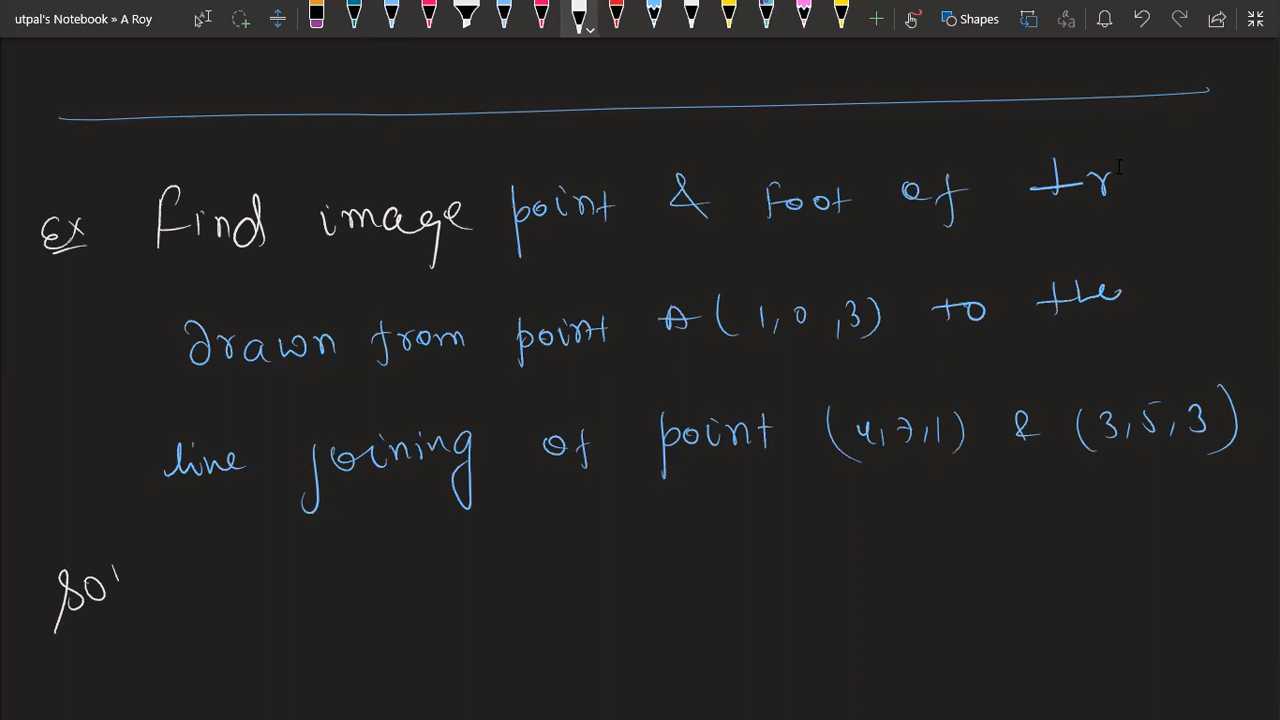 utpal's Notebook » A Roy
Shapes
Ex Find image point & foot of ⊥r
drawn from point A(1,0,3) to the
line joining of point (4,7,1) & (3,5,3)
sol